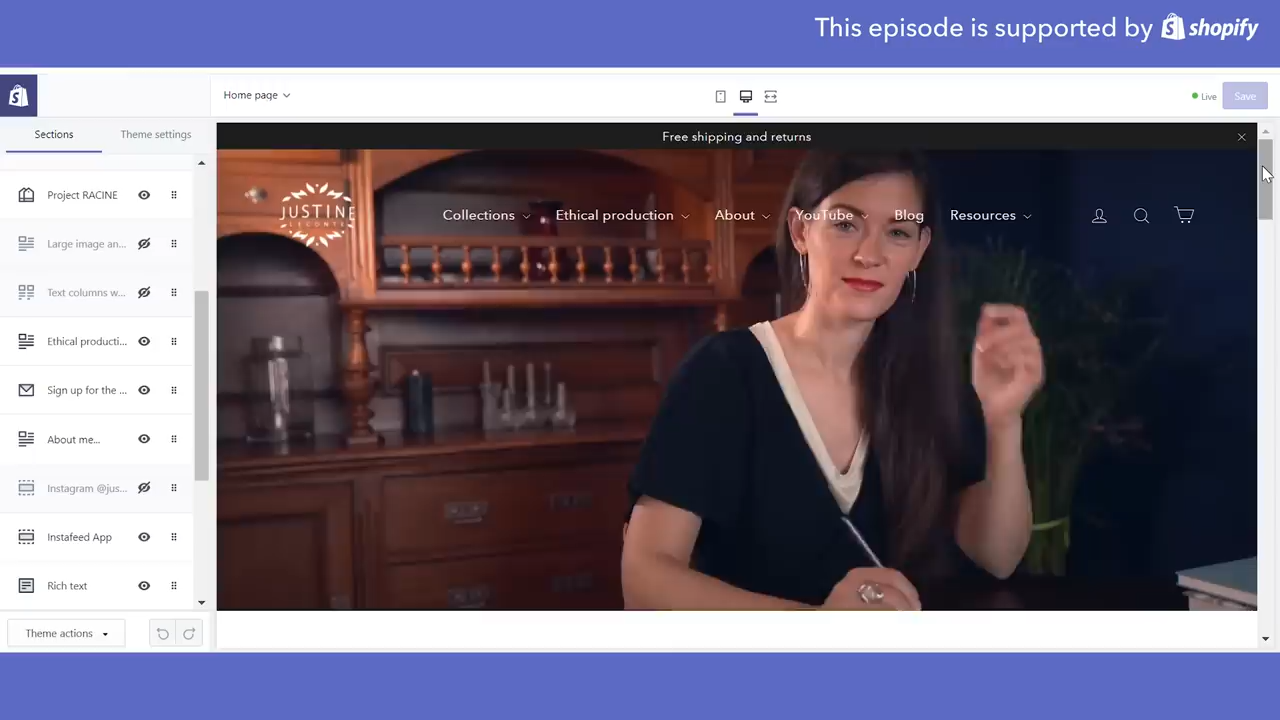 This episode is supported by shopify
Home page
Live
Save
Sections
Theme settings
Free shipping and returns
Project RACINE
Large image an...
Text columns w...
Ethical producti...
Sign up for the ...
About me...
Instagram @jus...
Instafeed App
Rich text
JUSTINE
LECONTE
Collections
Ethical production
About
YouTube
Blog
Resources
Theme actions